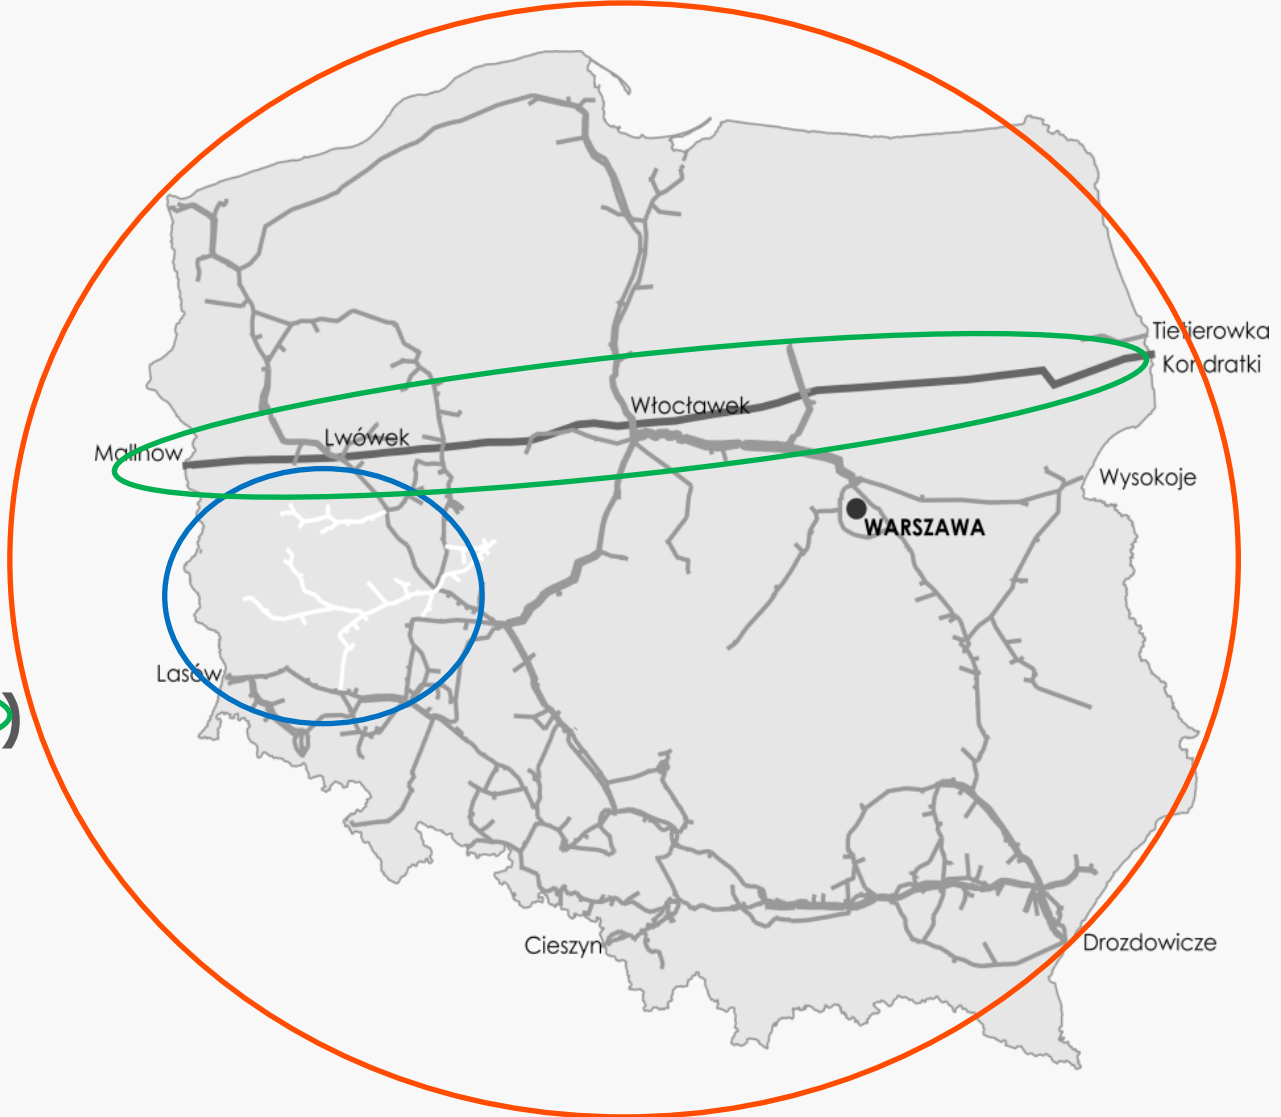 Tietierowka
Kondratki
Włocławek
Lwówek
Mallnow
Wysokoje
WARSZAWA
Lasów
)
Cieszyn
Drozdowicze